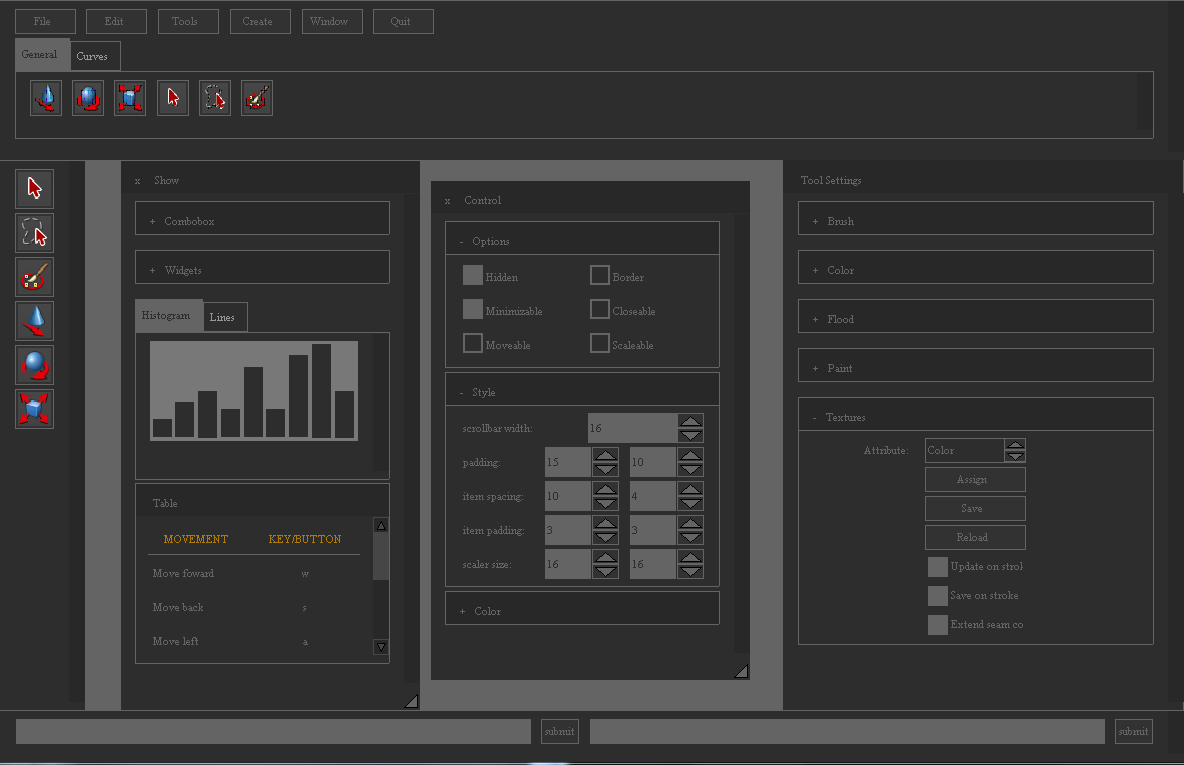 File Edit Tools Create Window Quit
General Curves
x Show
+ Combobox
+ Widgets
Histogram Lines
Table
MOVEMENT KEY/BUTTON
Move foward w
Move back s
Move left a
x Control
- Options
Hidden Border
Minimizable Closeable
Moveable Scaleable
- Style
scrollbar width: 16
padding: 15 10
item spacing: 10 4
item padding: 3 3
scaler size: 16 16
+ Color
Tool Settings
+ Brush
+ Color
+ Flood
+ Paint
- Textures
Attribute: Color
Assign
Save
Reload
Update on strol
Save on stroke
Extend seam co
submit submit